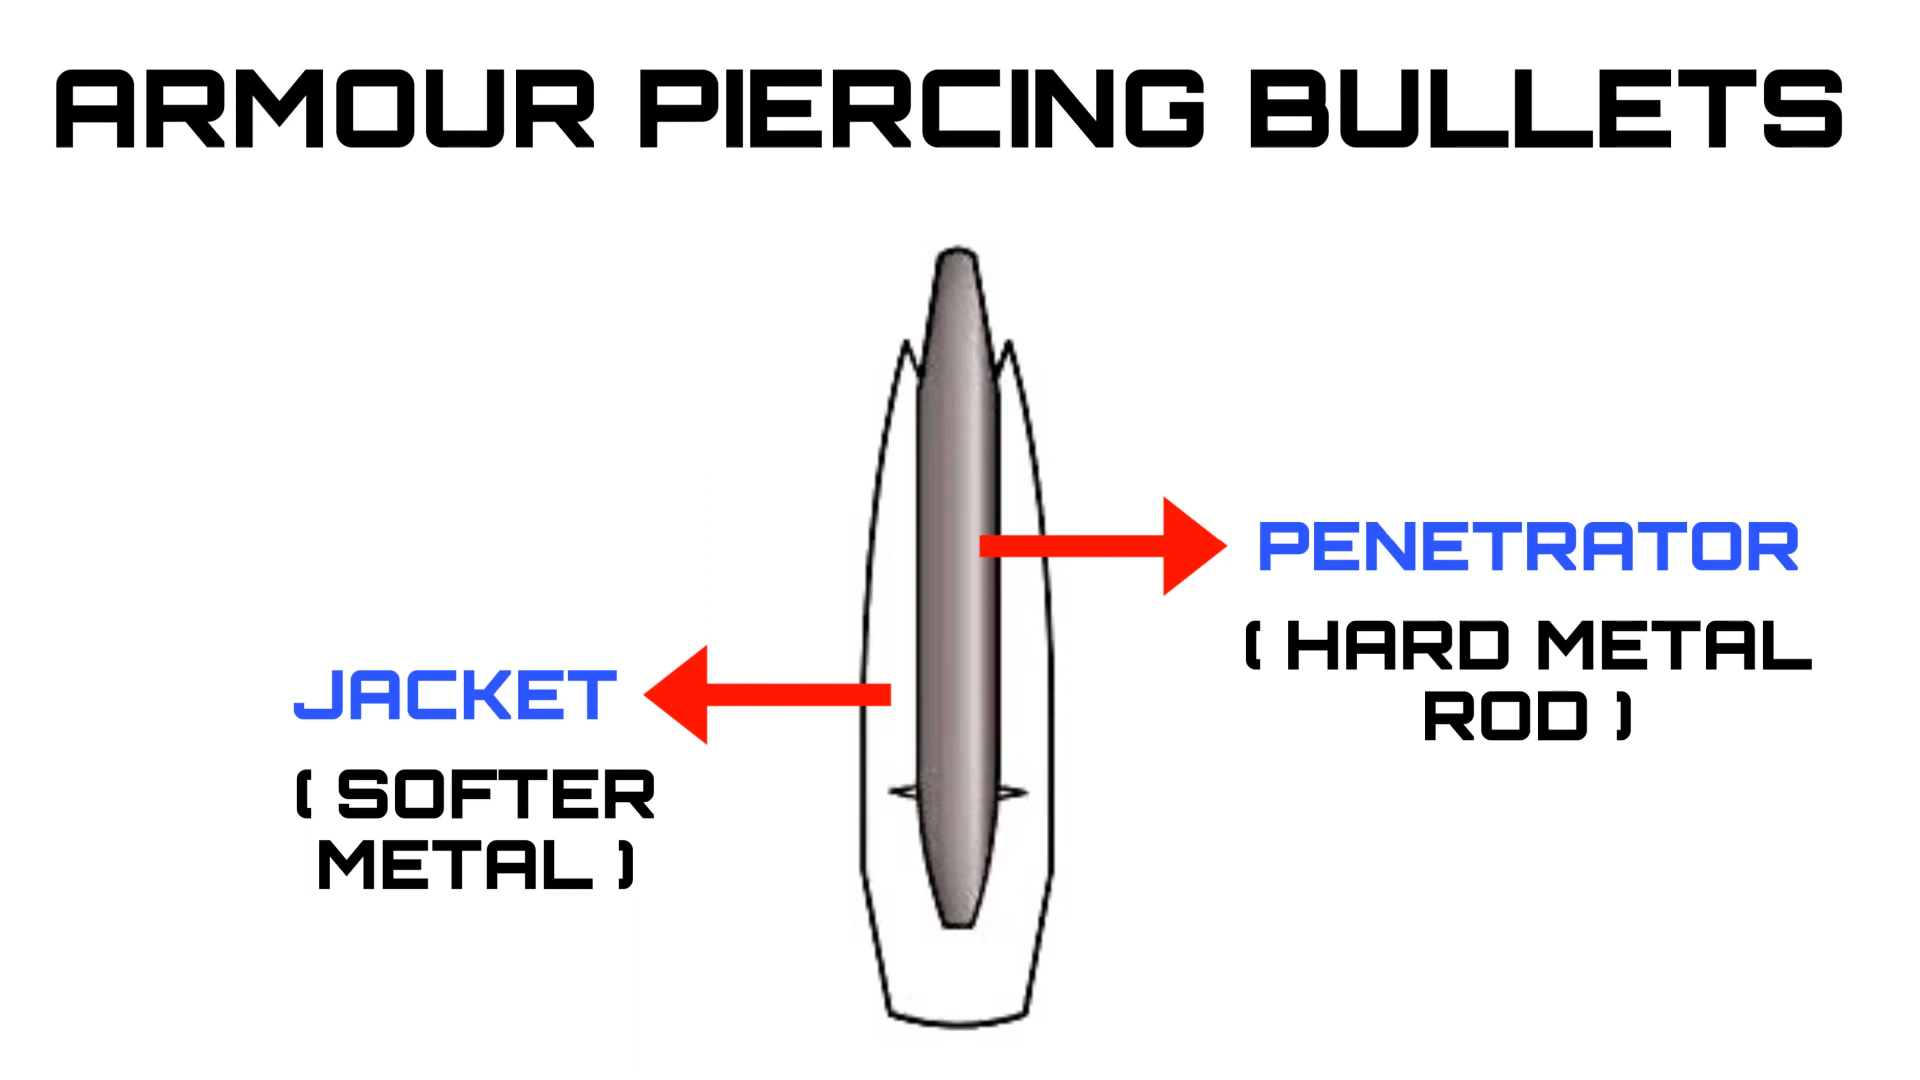 ARMOUR PIERCING BULLETS
PENETRATOR
( HARD METAL
ROD )
JACKET
( SOFTER
METAL )